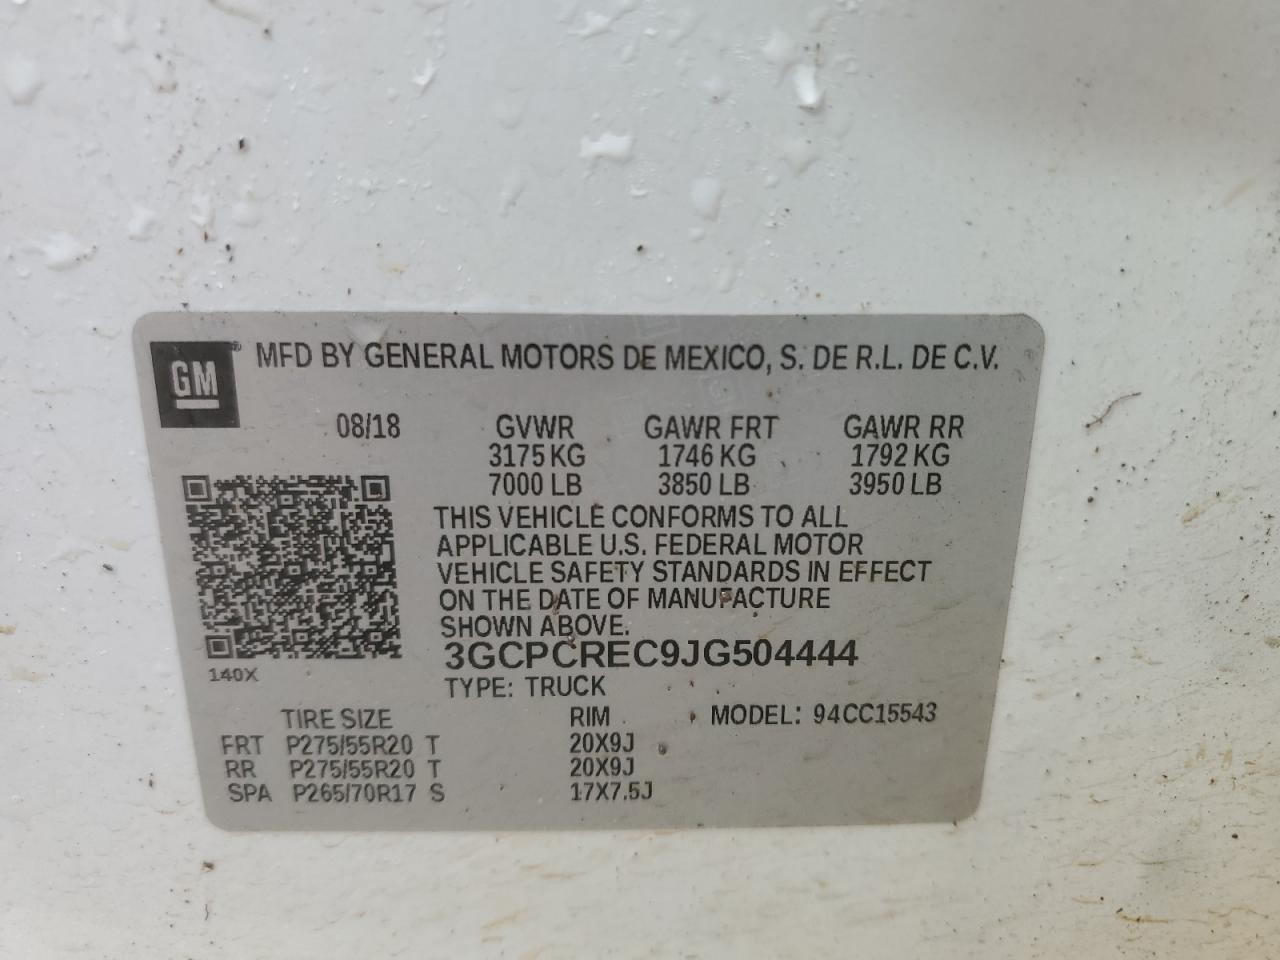 GM® MFD BY GENERAL MOTORS DE MEXICO, S. DE R.L. DE C.V.
08/18 GVWR GAWR FRT GAWR RR
3175 KG 1746 KG 1792 KG
7000 LB 3850 LB 3950 LB
THIS VEHICLE CONFORMS TO ALL
APPLICABLE U.S. FEDERAL MOTOR
VEHICLE SAFETY STANDARDS IN EFFECT
ON THE DATE OF MANUFACTURE
SHOWN ABOVE.
3GCPCREC9JG504444
140X
TYPE: TRUCK
TIRE SIZE RIM MODEL: 94CC15543
FRT P275/55R20 T 20X9J
RR P275/55R20 T 20X9J
SPA P265/70R17 S 17X7.5J